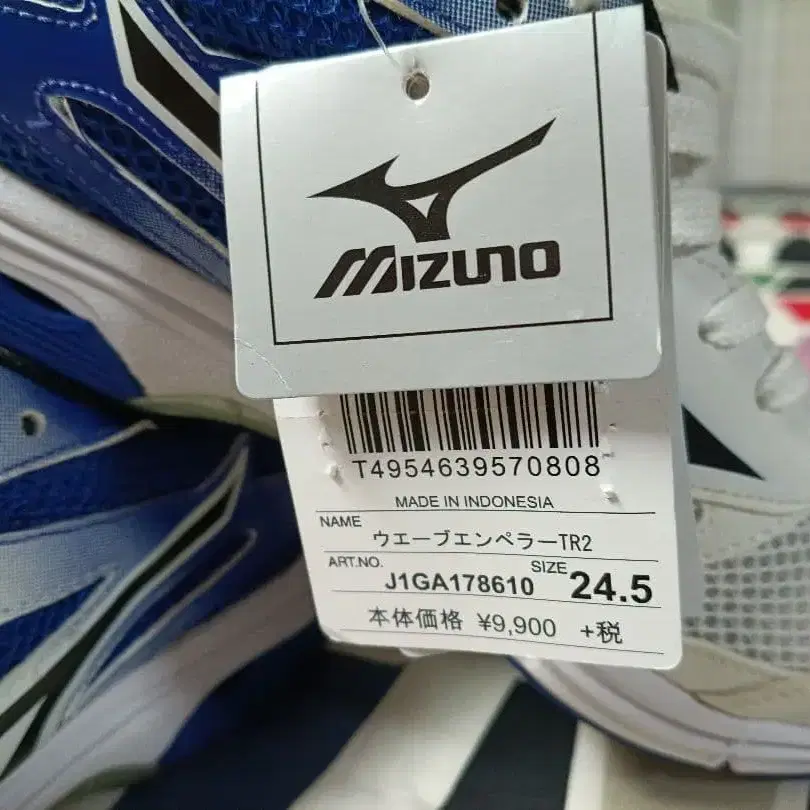 MIZUNO
T4954639570808
MADE IN INDONESIA
NAME
ウエーブエンペラーTR2
ART.NO. J1GA178610 SIZE 24.5
本体価格 ¥9,900 +税